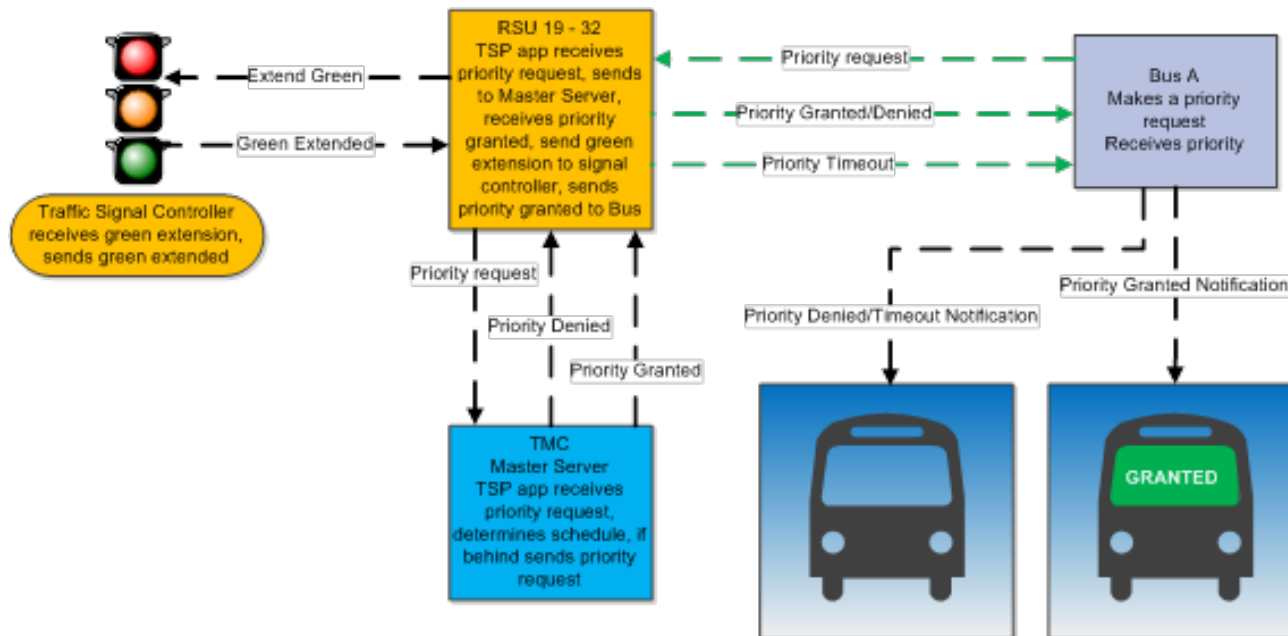 RSU 19 - 32
TSP app receives
priority request, sends
to Master Server,
receives priority
granted, send green
extension to signal
controller, sends
priority granted to Bus
Extend Green
Green Extended
Traffic Signal Controller
receives green extension,
sends green extended
Priority request
Priority Granted/Denied
Priority Timeout
Bus A
Makes a priority
request
Receives priority
Priority request
Priority Denied
Priority Granted
Priority Denied/Timeout Notification
Priority Granted Notification
TMC
Master Server
TSP app receives
priority request,
determines schedule, if
behind sends priority
request
GRANTED